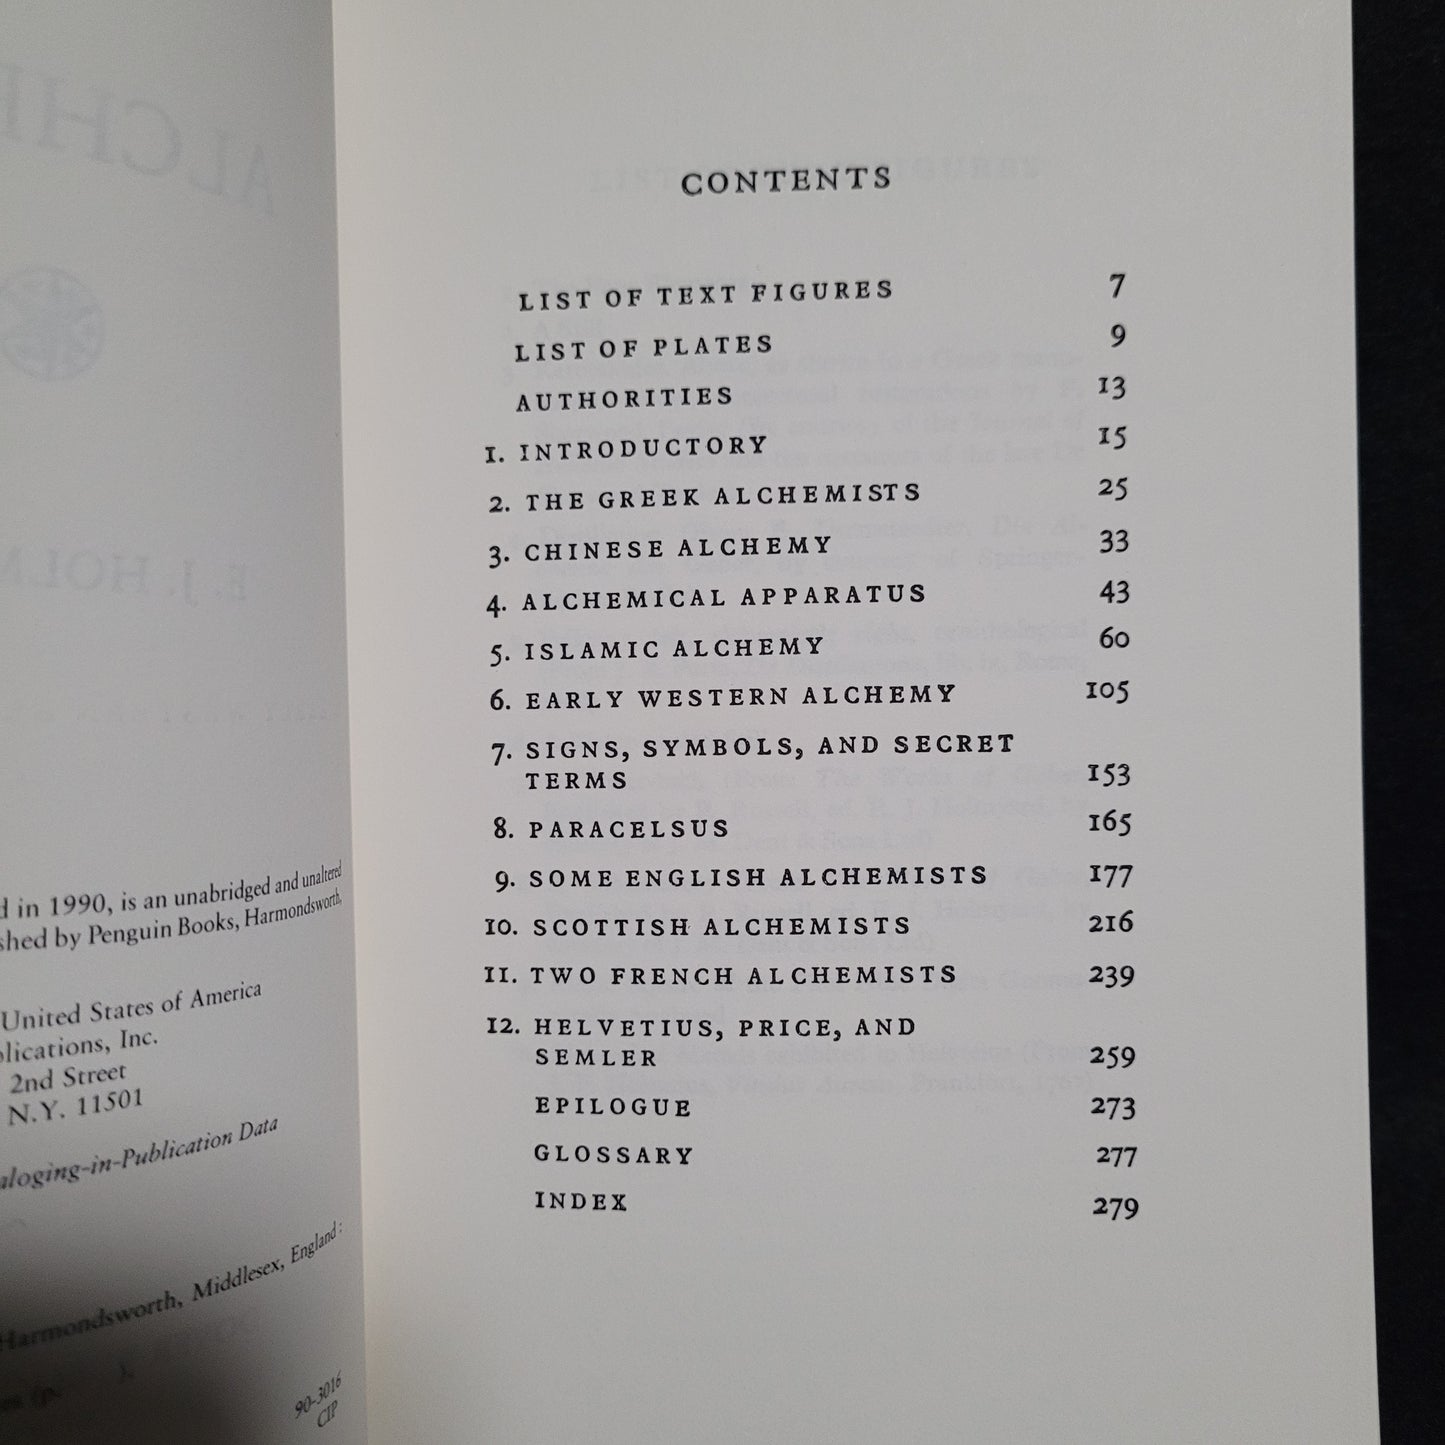 d in 1990, is an unabridged and unaltered
shed by Penguin Books, Harmondsworth,
United States of America
blications, Inc.
2nd Street
N.Y. 11501
aloging-in-Publication Data
Harmondsworth, Middlesex, England:
90-3016
CIP
CONTENTS
LIST OF TEXT FIGURES 7
LIST OF PLATES 9
AUTHORITIES 13
1. INTRODUCTORY 15
2. THE GREEK ALCHEMISTS 25
3. CHINESE ALCHEMY 33
4. ALCHEMICAL APPARATUS 43
5. ISLAMIC ALCHEMY 60
6. EARLY WESTERN ALCHEMY 105
7. SIGNS, SYMBOLS, AND SECRET
TERMS 153
8. PARACELSUS 165
9. SOME ENGLISH ALCHEMISTS 177
10. SCOTTISH ALCHEMISTS 216
11. TWO FRENCH ALCHEMISTS 239
12. HELVETIUS, PRICE, AND
SEMLER 259
EPILOGUE 273
GLOSSARY 277
INDEX 279